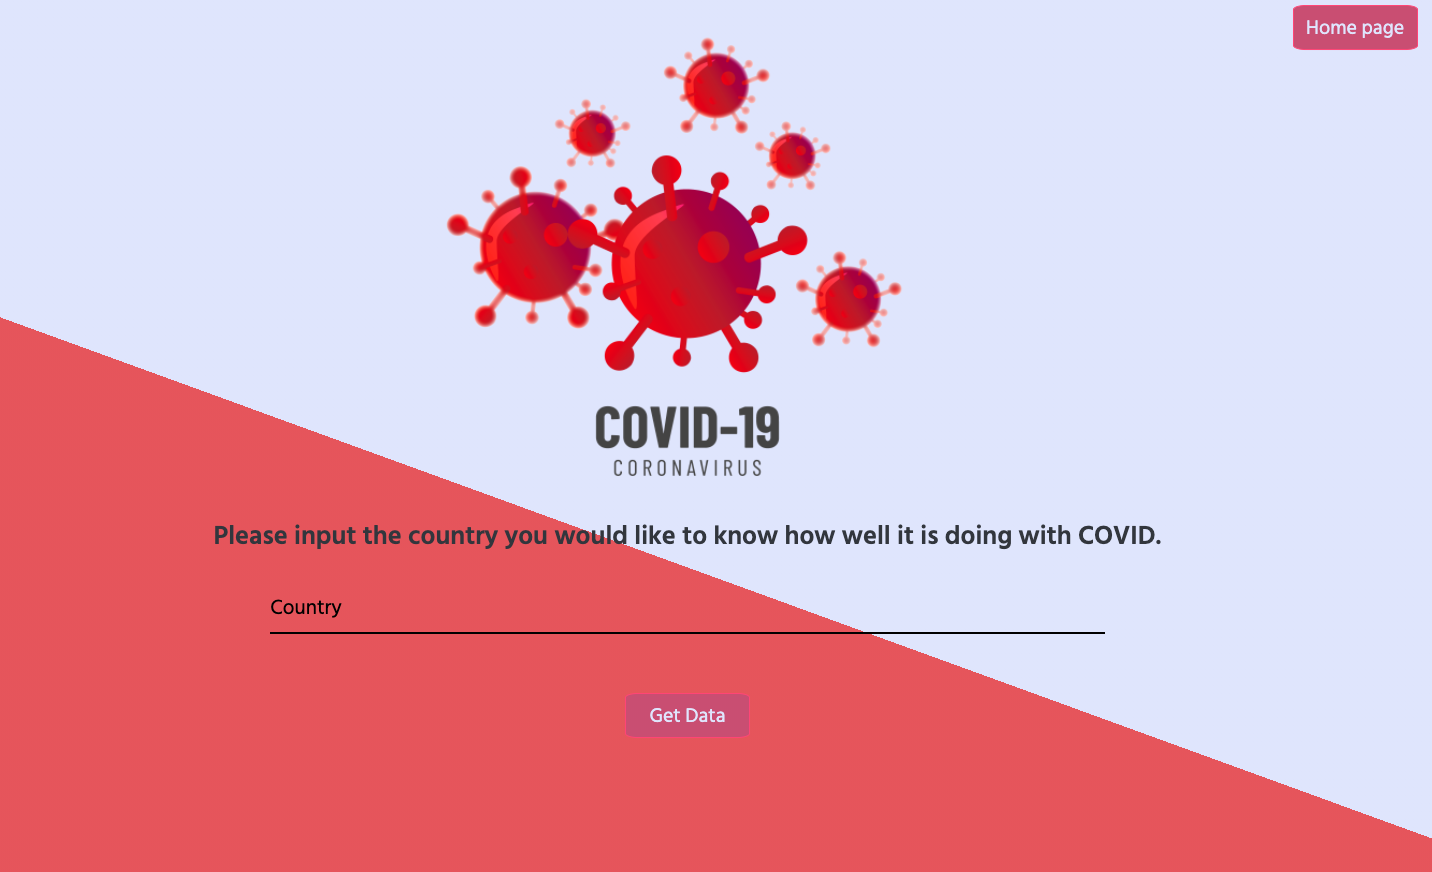 Home page
COVID-19
CORONAVIRUS
Please input the country you would like to know how well it is doing with COVID.
Country
Get Data